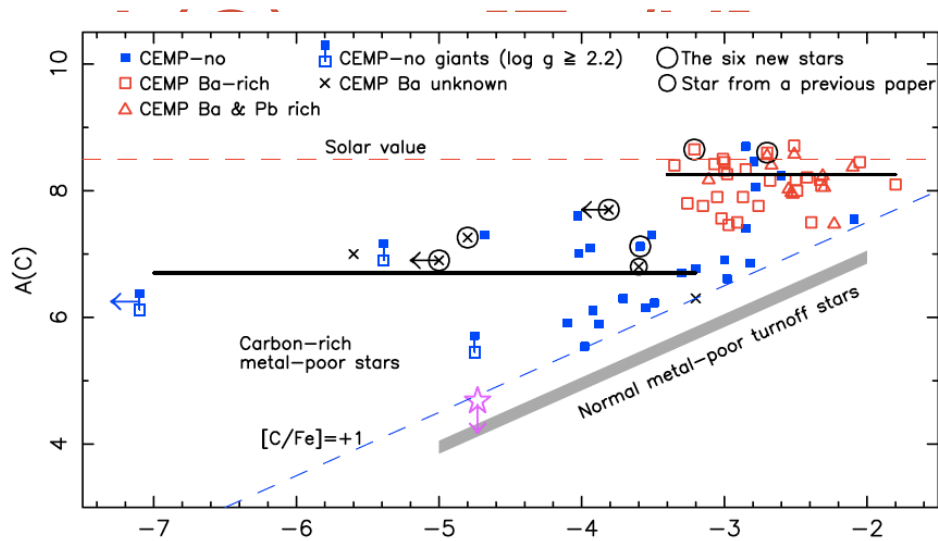 10
CEMP-no
CEMP Ba-rich
CEMP Ba & Pb rich
CEMP-no giants (log g ≥ 2.2)
CEMP Ba unknown
The six new stars
Star from a previous paper
Solar value
8
A(C)
6
Carbon-rich
metal-poor stars
Normal metal-poor turnoff stars
[C/Fe]=+1
4
-7 -6 -5 -4 -3 -2